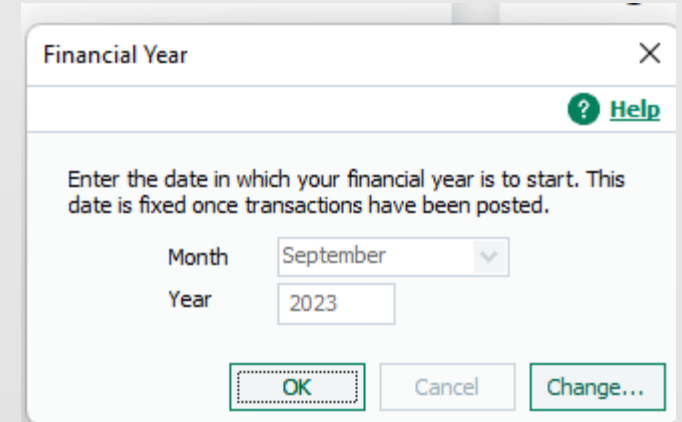 Financial Year
Help
Enter the date in which your financial year is to start. This
date is fixed once transactions have been posted.
Month September
Year 2023
OK Cancel Change...